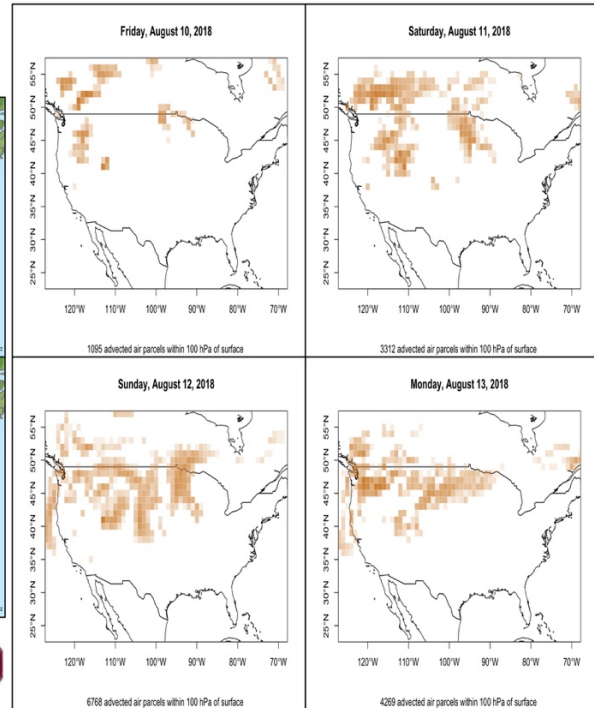 Friday, August 10, 2018
55°N
50°N
45°N
40°N
35°N
30°N
25°N
120°W 110°W 100°W 90°W 80°W 70°W
1095 advected air parcels within 100 hPa of surface
Saturday, August 11, 2018
55°N
50°N
45°N
40°N
35°N
30°N
25°N
120°W 110°W 100°W 90°W 80°W 70°W
3312 advected air parcels within 100 hPa of surface
Sunday, August 12, 2018
55°N
50°N
45°N
40°N
35°N
30°N
25°N
120°W 110°W 100°W 90°W 80°W 70°W
6768 advected air parcels within 100 hPa of surface
Monday, August 13, 2018
55°N
50°N
45°N
40°N
35°N
30°N
25°N
120°W 110°W 100°W 90°W 80°W 70°W
4269 advected air parcels within 100 hPa of surface